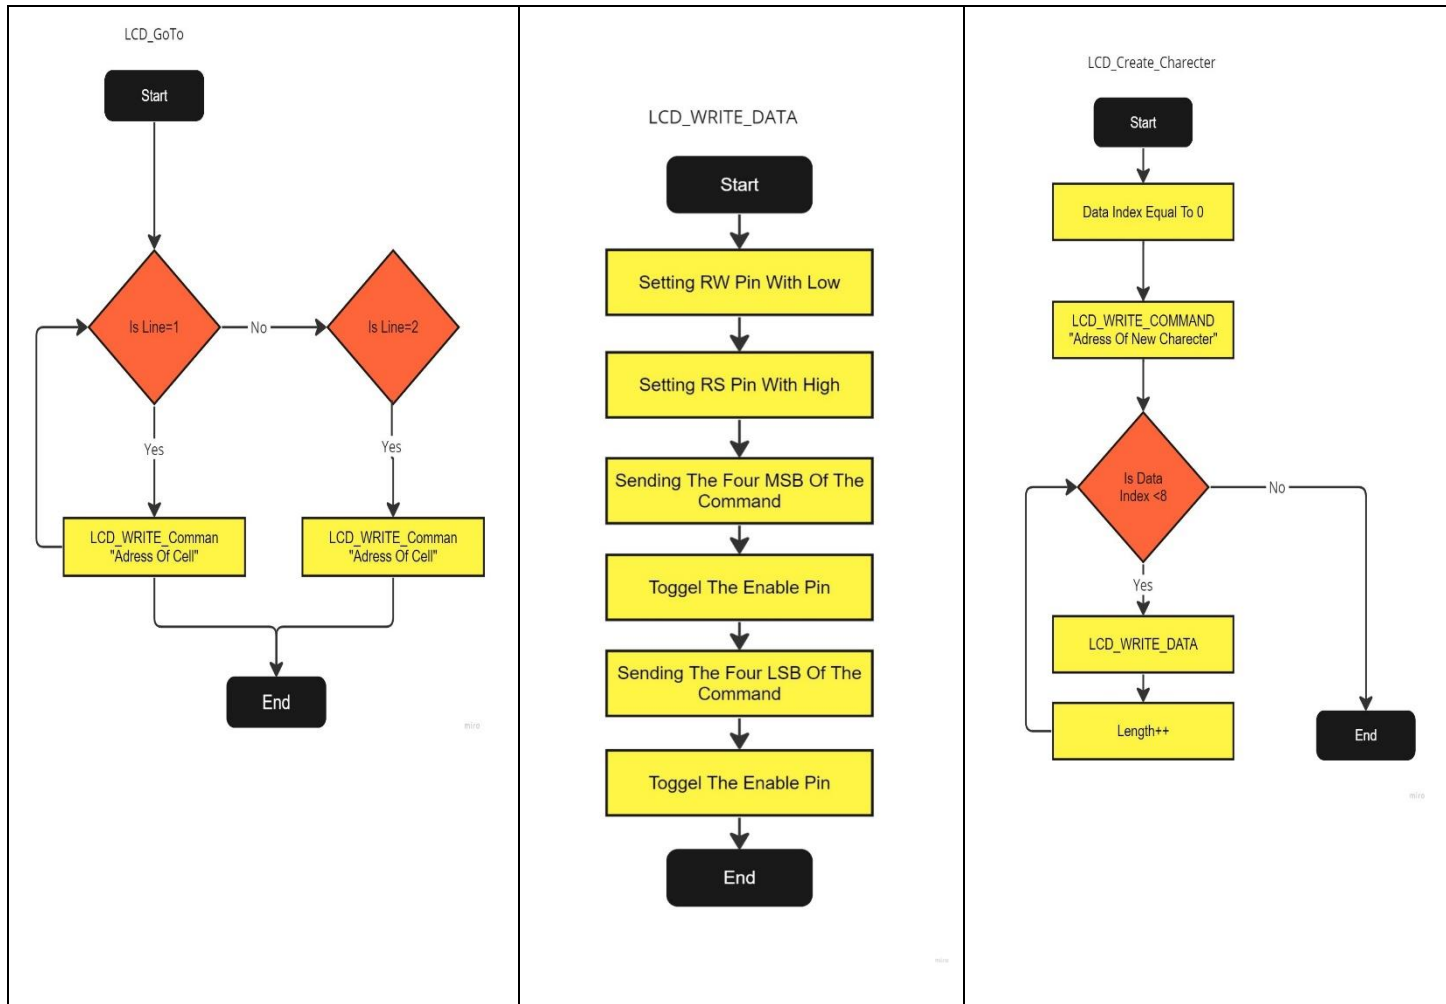 LCD_GoTo
Start
Is Line=1
No
Is Line=2
Yes
Yes
LCD_WRITE_Comman
"Adress Of Cell"
LCD_WRITE_Comman
"Adress Of Cell"
End
miro
LCD_WRITE_DATA
Start
Setting RW Pin With Low
Setting RS Pin With High
Sending The Four MSB Of The
Command
Toggel The Enable Pin
Sending The Four LSB Of The
Command
Toggel The Enable Pin
End
miro
LCD_Create_Charecter
Start
Data Index Equal To 0
LCD_WRITE_COMMAND
"Adress Of New Charecter"
Is Data
Index <8
No
Yes
LCD_WRITE_DATA
Length++
End
miro